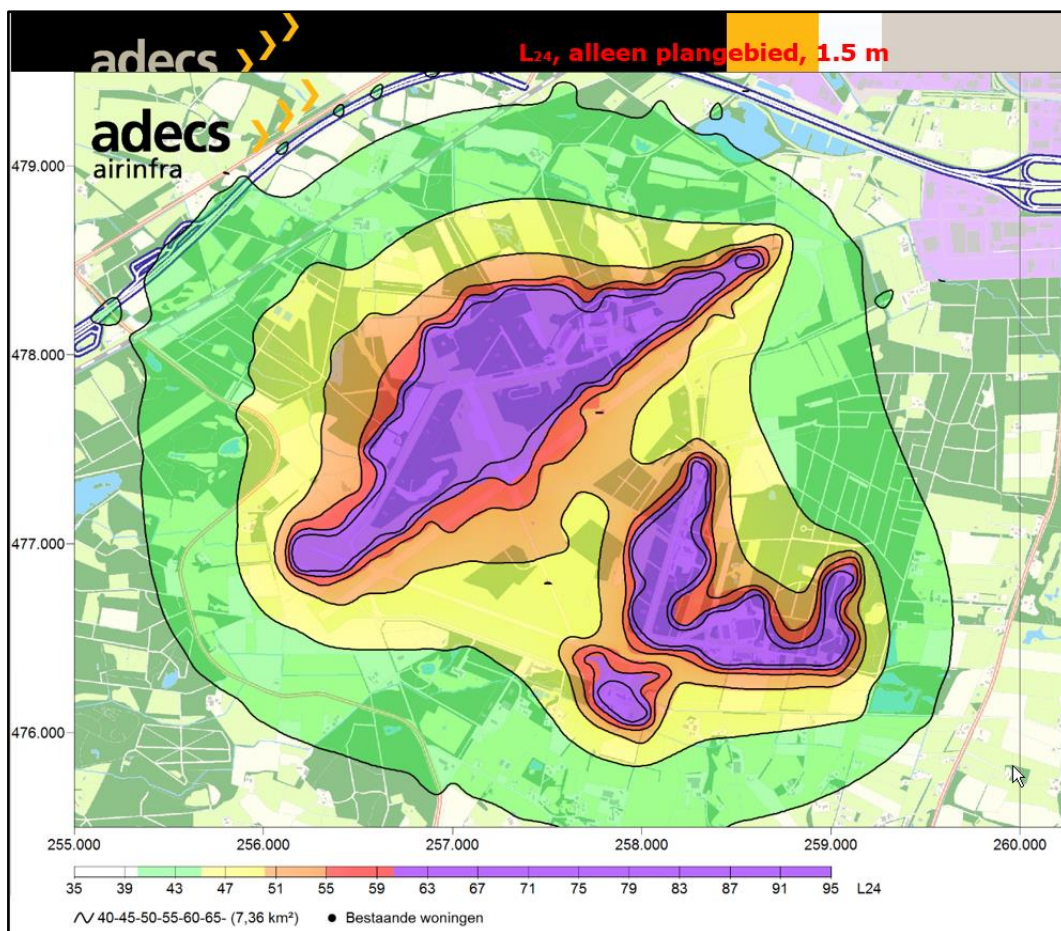 adecs
L24, alleen plangebied, 1.5 m
adecs
airinfra
479.000
478.000
477.000
476.000
255.000 256.000 257.000 258.000 259.000 260.000
35 39 43 47 51 55 59 63 67 71 75 79 83 87 91 95 L24
40-45-50-55-60-65- (7,36 km²) ● Bestaande woningen